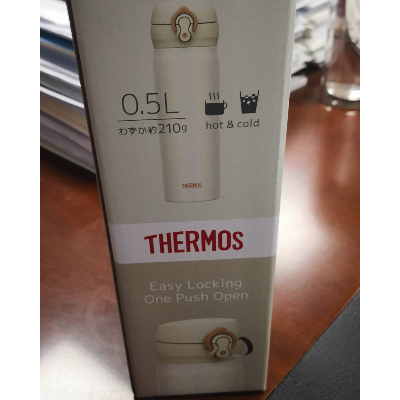 0.5L
わずか約210g
hot & cold
THERMOS
THERMOS
Easy Locking
One Push Open